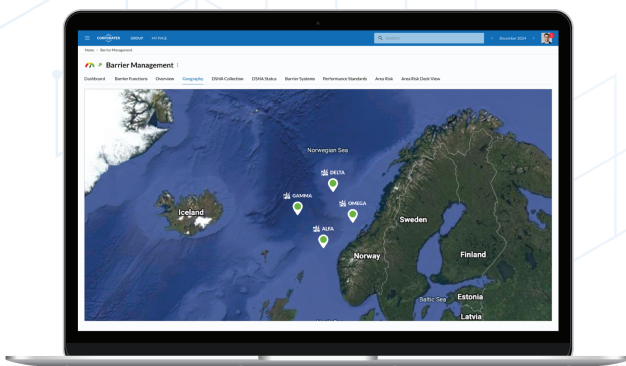 CORPORATER GROUP MY PAGE Search December 2024
Home / Barrier Management
Barrier Management
Dashboard Barrier Functions Overview Geography DSHA Collection DSHA Status Barrier Systems Performance Standards Area Risk Area Risk Deck View
Norwegian Sea
DELTA
GAMMA
OMEGA
Iceland
Sweden
ALFA
Norway
Finland
Baltic Sea
Estonia
Latvia